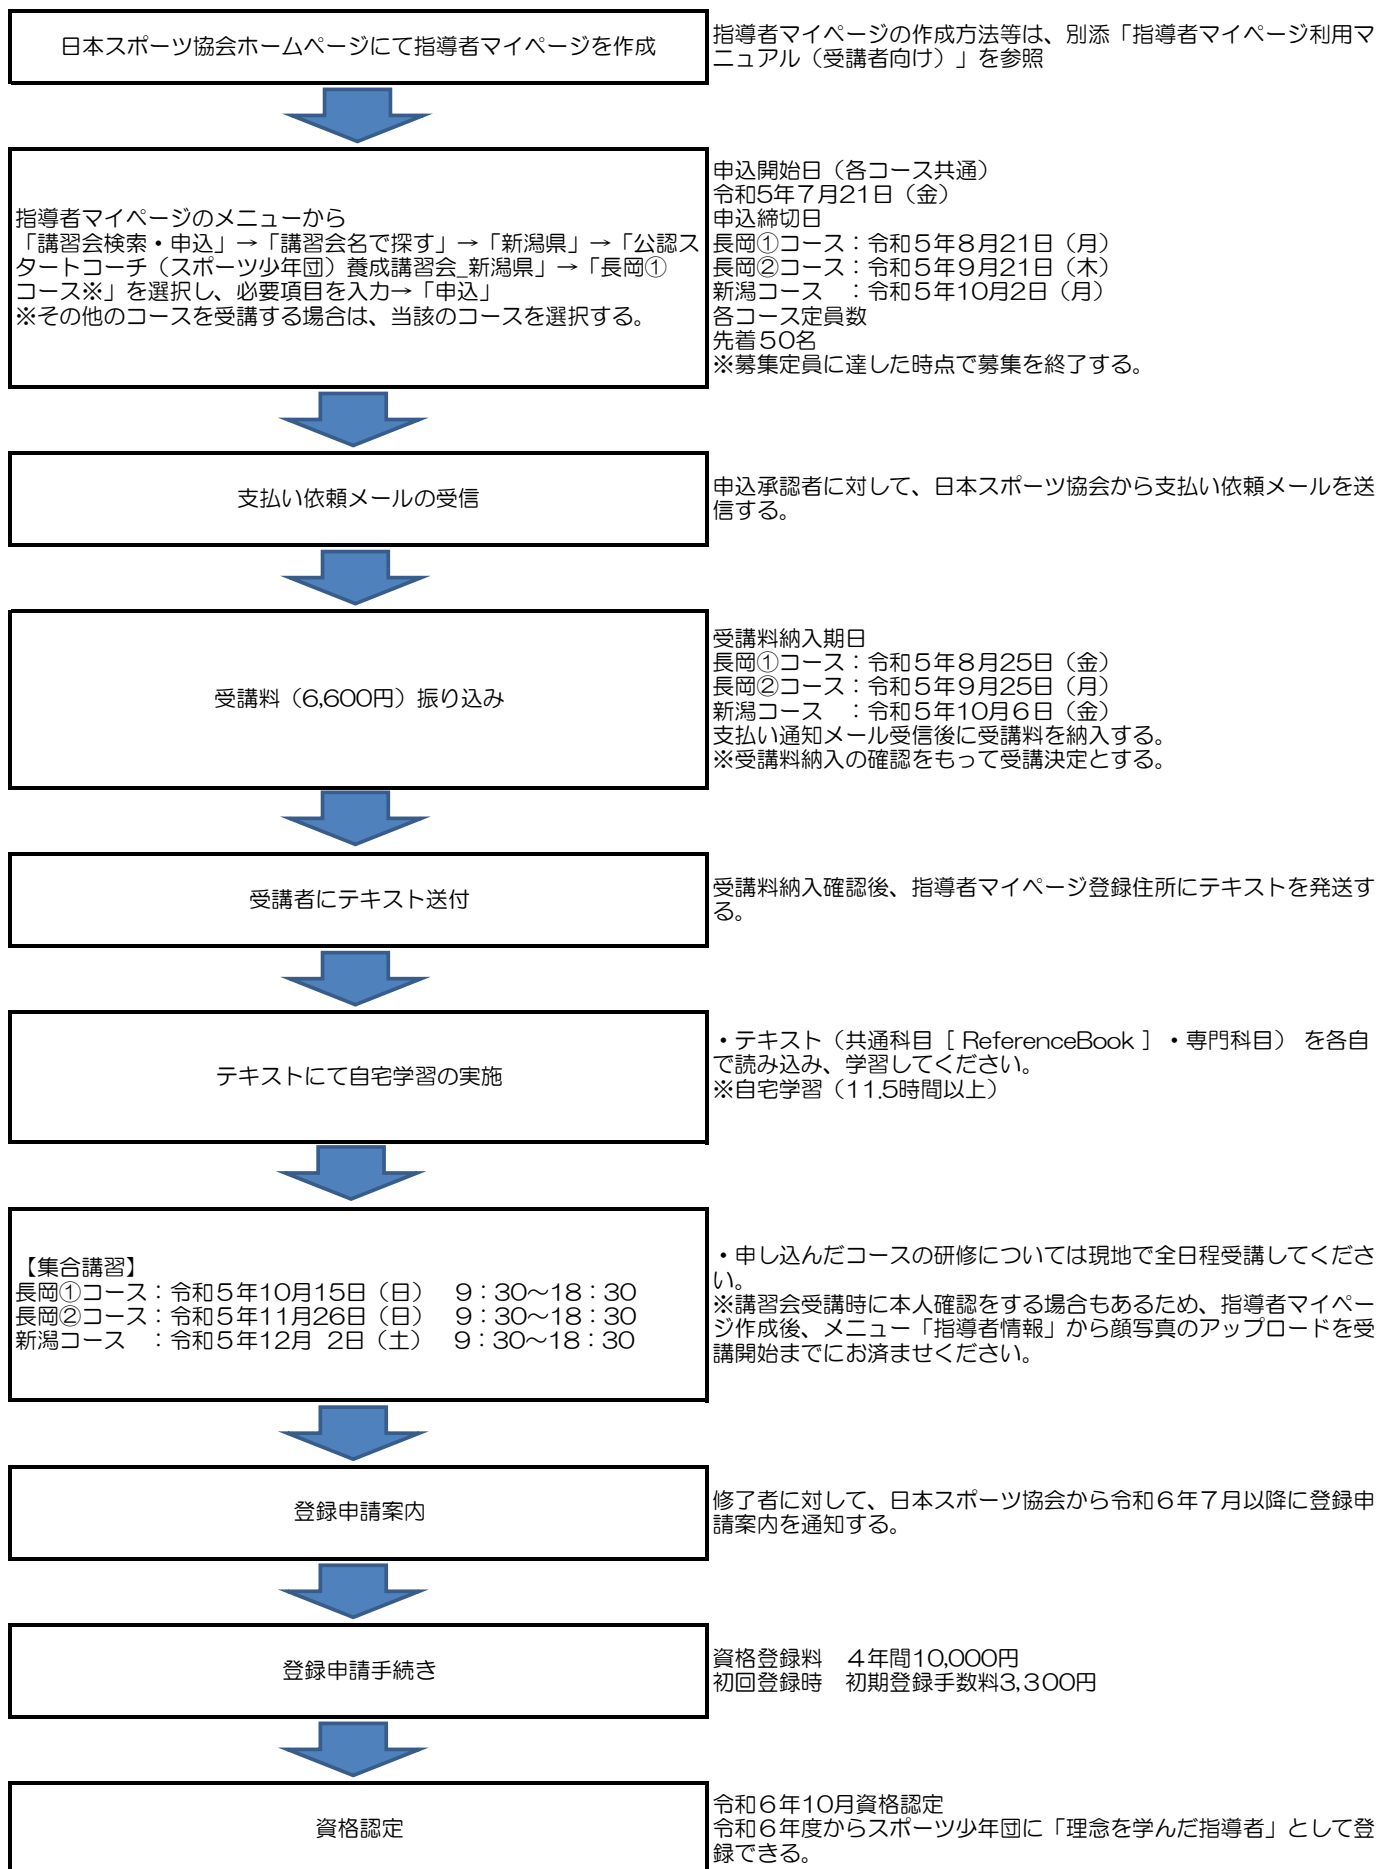 日本スポーツ協会ホームページにて指導者マイページを作成
指導者マイページの作成方法等は、別添「指導者マイページ利用マ
ニュアル（受講者向け）」を参照
指導者マイページのメニューから
「講習会検索・申込」→「講習会名で探す」→「新潟県」→「公認ス
タートコーチ（スポーツ少年団）養成講習会_新潟県」→「長岡①
コース※」を選択し、必要項目を入力→「申込」
※その他のコースを受講する場合は、当該のコースを選択する。
申込開始日（各コース共通）
令和5年７月21日（金）
申込締切日
長岡①コース：令和５年８月21日（月）
長岡②コース：令和５年９月21日（木）
新潟コース　：令和５年10月２日（月）
各コース定員数
先着５０名
※募集定員に達した時点で募集を終了する。
支払い依頼メールの受信
申込承認者に対して、日本スポーツ協会から支払い依頼メールを送
信する。
受講料（6,600円）振り込み
受講料納入期日
長岡①コース：令和５年８月25日（金）
長岡②コース：令和５年９月25日（月）
新潟コース　：令和５年10月６日（金）
支払い通知メール受信後に受講料を納入する。
※受講料納入の確認をもって受講決定とする。
受講者にテキスト送付
受講料納入確認後、指導者マイページ登録住所にテキストを発送す
る。
テキストにて自宅学習の実施
・テキスト（共通科目［ ReferenceBook ］・専門科目） を各自
で読み込み、学習してください。
※自宅学習（11.5時間以上）
【集合講習】
長岡①コース：令和５年10月15日（日）　９：30～18：30
長岡②コース：令和５年11月26日（日）　９：30～18：30
新潟コース　：令和５年12月 2日（土）　９：30～18：30
・申し込んだコースの研修については現地で全日程受講してくださ
い。
※講習会受講時に本人確認をする場合もあるため、指導者マイペー
ジ作成後、メニュー「指導者情報」から顔写真のアップロードを受
講開始までにお済ませください。
登録申請案内
修了者に対して、日本スポーツ協会から令和６年７月以降に登録申
請案内を通知する。
登録申請手続き
資格登録料　４年間10,000円
初回登録時　初期登録手数料3,300円
資格認定
令和６年10月資格認定
令和６年度からスポーツ少年団に「理念を学んだ指導者」として登
録できる。